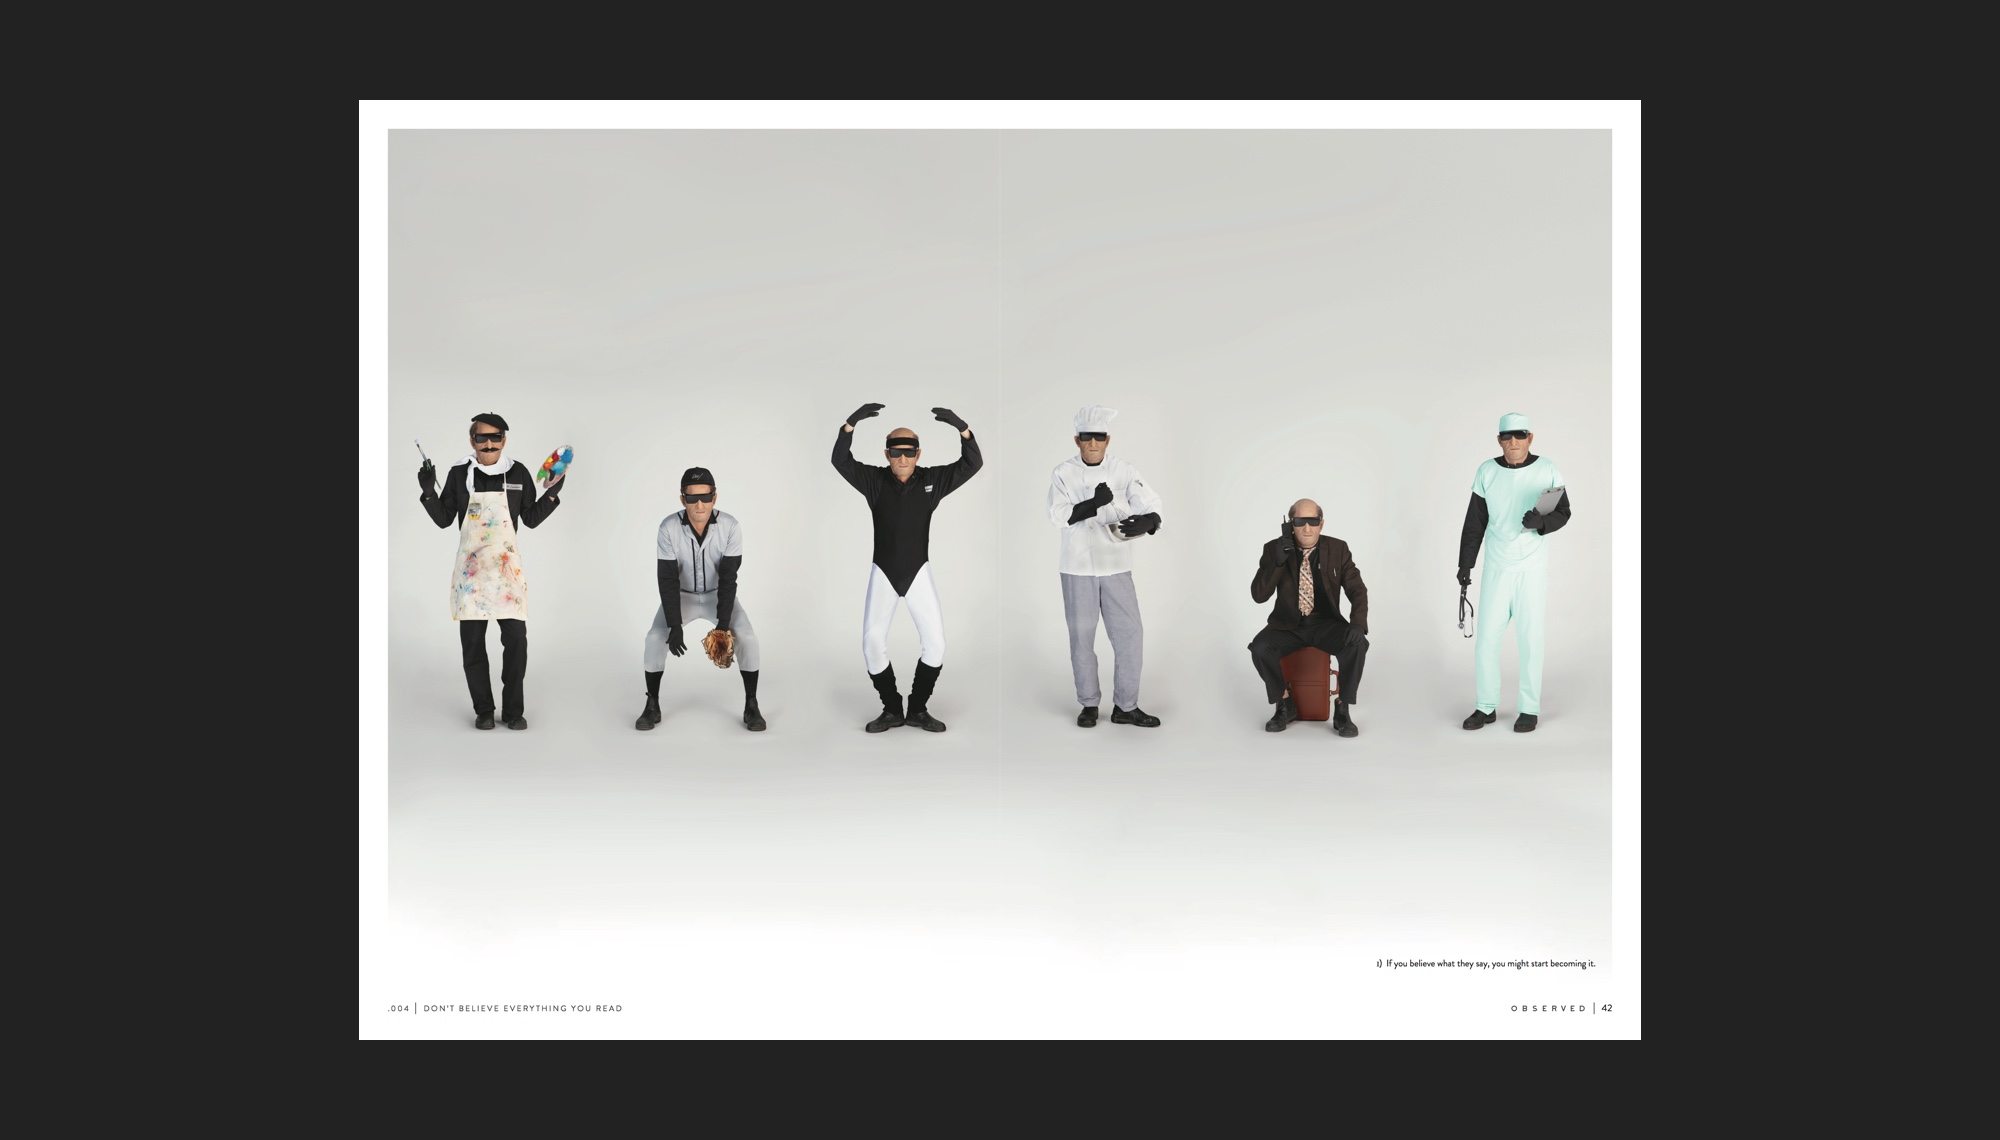 1) If you believe what they say, you might start becoming it.
.004 | DON'T BELIEVE EVERYTHING YOU READ
OBSERVED | 42